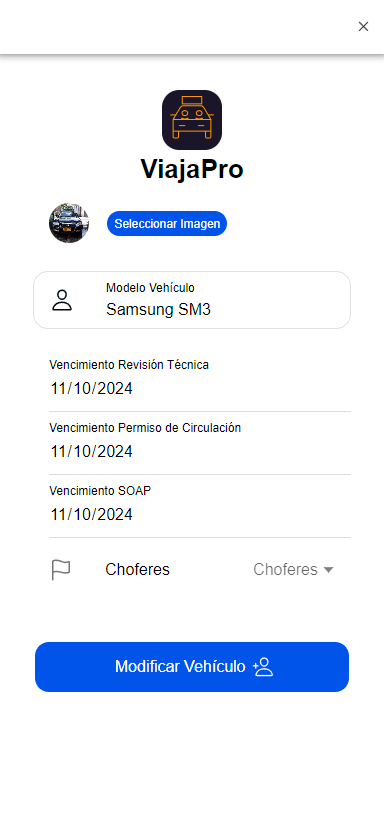 ViajaPro
Seleccionar Imagen
Modelo Vehículo
Samsung SM3
Vencimiento Revisión Técnica
11/10/2024
Vencimiento Permiso de Circulación
11/10/2024
Vencimiento SOAP
11/10/2024
Choferes Choferes
Modificar Vehículo